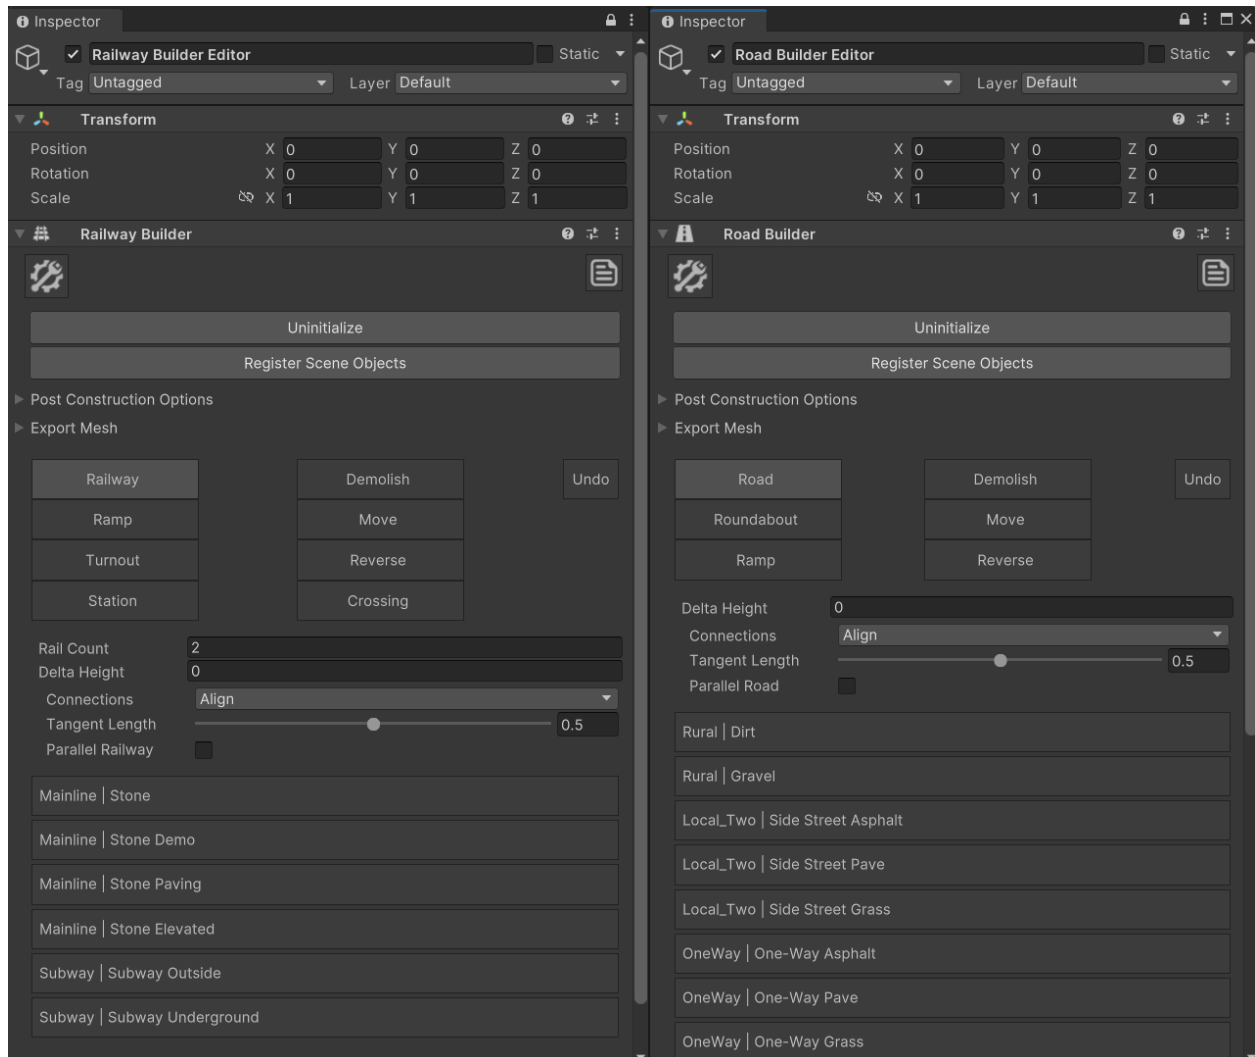 Inspector
Railway Builder Editor
Static
Tag Untagged
Layer Default
Transform
Position X 0 Y 0 Z 0
Rotation X 0 Y 0 Z 0
Scale X 1 Y 1 Z 1
Railway Builder
Uninitialize
Register Scene Objects
Post Construction Options
Export Mesh
Railway Demolish Undo
Ramp Move
Turnout Reverse
Station Crossing
Rail Count 2
Delta Height 0
Connections Align
Tangent Length 0.5
Parallel Railway
Mainline | Stone
Mainline | Stone Demo
Mainline | Stone Paving
Mainline | Stone Elevated
Subway | Subway Outside
Subway | Subway Underground
Inspector
Road Builder Editor
Static
Tag Untagged
Layer Default
Transform
Position X 0 Y 0 Z 0
Rotation X 0 Y 0 Z 0
Scale X 1 Y 1 Z 1
Road Builder
Uninitialize
Register Scene Objects
Post Construction Options
Export Mesh
Road Demolish Undo
Roundabout Move
Ramp Reverse
Delta Height 0
Connections Align
Tangent Length 0.5
Parallel Road
Rural | Dirt
Rural | Gravel
Local_Two | Side Street Asphalt
Local_Two | Side Street Pave
Local_Two | Side Street Grass
OneWay | One-Way Asphalt
OneWay | One-Way Pave
OneWay | One-Way Grass